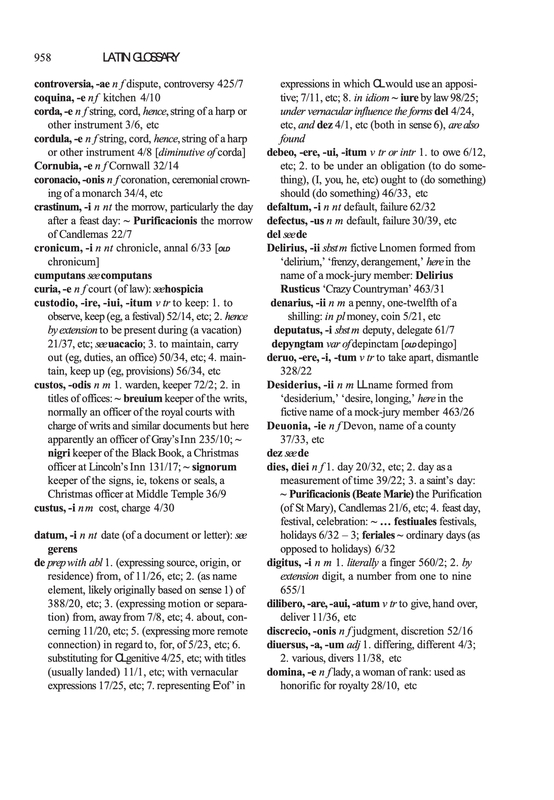 958 LATIN GLOSSARY
controversia, -ae n f dispute, controversy 425/7
coquina, -e n f kitchen 4/10
corda, -e n f string, cord, hence, string of a harp or
other instrument 3/6, etc
cordula, -e n f string, cord, hence, string of a harp
or other instrument 4/8 [diminutive of corda]
Cornubia, -e n f Cornwall 32/14
coronacio, -onis n f coronation, ceremonial crown-
ing of a monarch 34/4, etc
crastinum, -i n nt the morrow, particularly the day
after a feast day: ~ Purificacionis the morrow
of Candlemas 22/7
cronicum, -i n nt chronicle, annal 6/33 [OLD
chronicum]
cumputans see computans
curia, -e n f court (of law): see hospicia
custodio, -ire, -iui, -itum v tr to keep: 1. to
observe, keep (eg, a festival) 52/14, etc; 2. hence
by extension to be present during (a vacation)
21/37, etc; see uacacio; 3. to maintain, carry
out (eg, duties, an office) 50/34, etc; 4. main-
tain, keep up (eg, provisions) 56/34, etc
custos, -odis n m 1. warden, keeper 72/2; 2. in
titles of offices: ~ breuium keeper of the writs,
normally an officer of the royal courts with
charge of writs and similar documents but here
apparently an officer of Gray's Inn 235/10; ~
nigri keeper of the Black Book, a Christmas
officer at Lincoln's Inn 131/17; ~ signorum
keeper of the signs, ie, tokens or seals, a
Christmas officer at Middle Temple 36/9
custus, -i n m cost, charge 4/30
datum, -i n nt date (of a document or letter): see
gerens
de prep with abl 1. (expressing source, origin, or
residence) from, of 11/26, etc; 2. (as name
element, likely originally based on sense 1) of
388/20, etc; 3. (expressing motion or separa-
tion) from, away from 7/8, etc; 4. about, con-
cerning 11/20, etc; 5. (expressing more remote
connection) in regard to, for, of 5/23, etc; 6.
substituting for CL genitive 4/25, etc; with titles
(usually landed) 11/1, etc; with vernacular
expressions 17/25, etc; 7. representing E 'of' in
expressions in which CL would use an apposi-
tive; 7/11, etc; 8. in idiom ~ iure by law 98/25;
under vernacular influence the forms del 4/24,
etc, and dez 4/1, etc (both in sense 6), are also
found
debeo, -ere, -ui, -itum v tr or intr 1. to owe 6/12,
etc; 2. to be under an obligation (to do some-
thing), (I, you, he, etc) ought to (do something)
should (do something) 46/33, etc
defaltum, -i n nt default, failure 62/32
defectus, -us n m default, failure 30/39, etc
del see de
Delirius, -ii sbst m fictive L nomen formed from
'delirium,' 'frenzy, derangement,' here in the
name of a mock-jury member: Delirius
Rusticus 'Crazy Countryman' 463/31
denarius, -ii n m a penny, one-twelfth of a
shilling: in pl money, coin 5/21, etc
deputatus, -i sbst m deputy, delegate 61/7
depyngtam var of depinctam [OLD depingo]
deruo, -ere, -i, -tum v tr to take apart, dismantle
328/22
Desiderius, -ii n m LL name formed from
'desiderium,' 'desire, longing,' here in the
fictive name of a mock-jury member 463/26
Deuonia, -ie n f Devon, name of a county
37/33, etc
dez see de
dies, diei n f 1. day 20/32, etc; 2. day as a
measurement of time 39/22; 3. a saint's day:
~ Purificacionis (Beate Marie) the Purification
(of St Mary), Candlemas 21/6, etc; 4. feast day,
festival, celebration: ~ … festiuales festivals,
holidays 6/32 – 3; feriales ~ ordinary days (as
opposed to holidays) 6/32
digitus, -i n m 1. literally a finger 560/2; 2. by
extension digit, a number from one to nine
655/1
dilibero, -are, -aui, -atum v tr to give, hand over,
deliver 11/36, etc
discrecio, -onis n f judgment, discretion 52/16
diuersus, -a, -um adj 1. differing, different 4/3;
2. various, divers 11/38, etc
domina, -e n f lady, a woman of rank: used as
honorific for royalty 28/10, etc